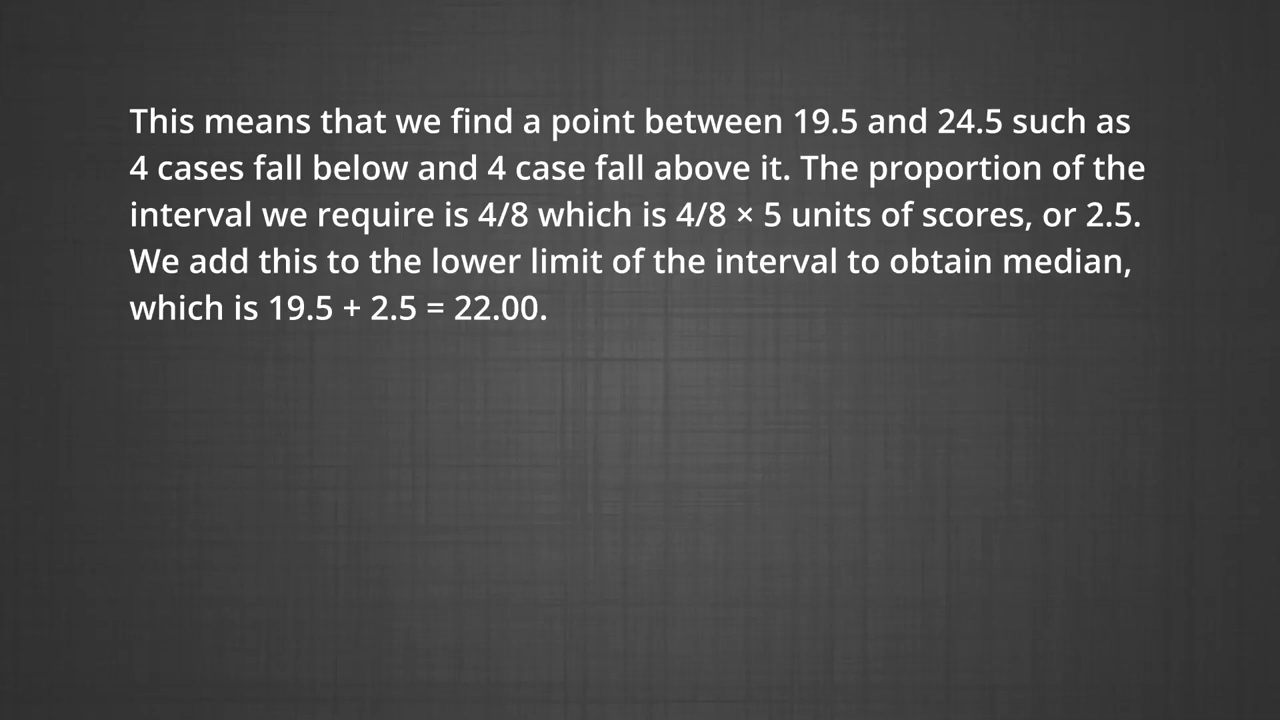 This means that we find a point between 19.5 and 24.5 such as
4 cases fall below and 4 case fall above it. The proportion of the
interval we require is 4/8 which is 4/8 × 5 units of scores, or 2.5.
We add this to the lower limit of the interval to obtain median,
which is 19.5 + 2.5 = 22.00.